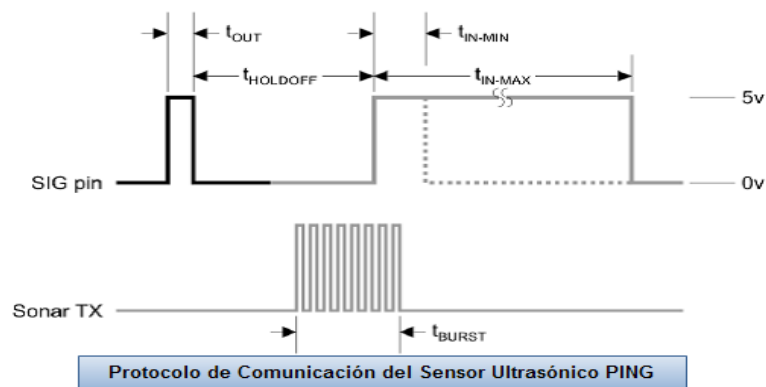 tOUT
tIN-MIN
tHOLDOFF
tIN-MAX
5v
SIG pin
0v
Sonar TX
tBURST
Protocolo de Comunicación del Sensor Ultrasónico PING